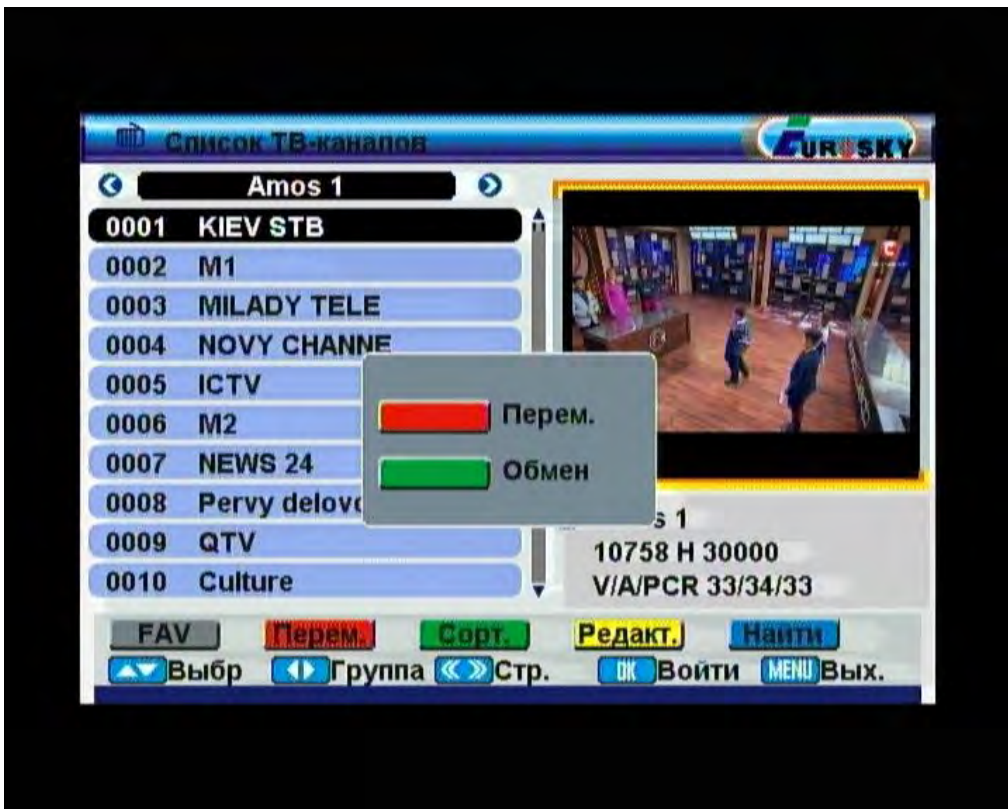 Список ТВ-каналов
EUROSKY
Amos 1
0001 KIEV STB
0002 M1
0003 MILADY TELE
0004 NOVY CHANNE
0005 ICTV
0006 M2
0007 NEWS 24
0008 Pervy delovo
0009 QTV
0010 Culture
Перем.
Обмен
s 1
10758 H 30000
V/A/PCR 33/34/33
FAV Перем. Сорт. Редакт. Найти
Выбр Группа Стр. OK Войти MENU Вых.